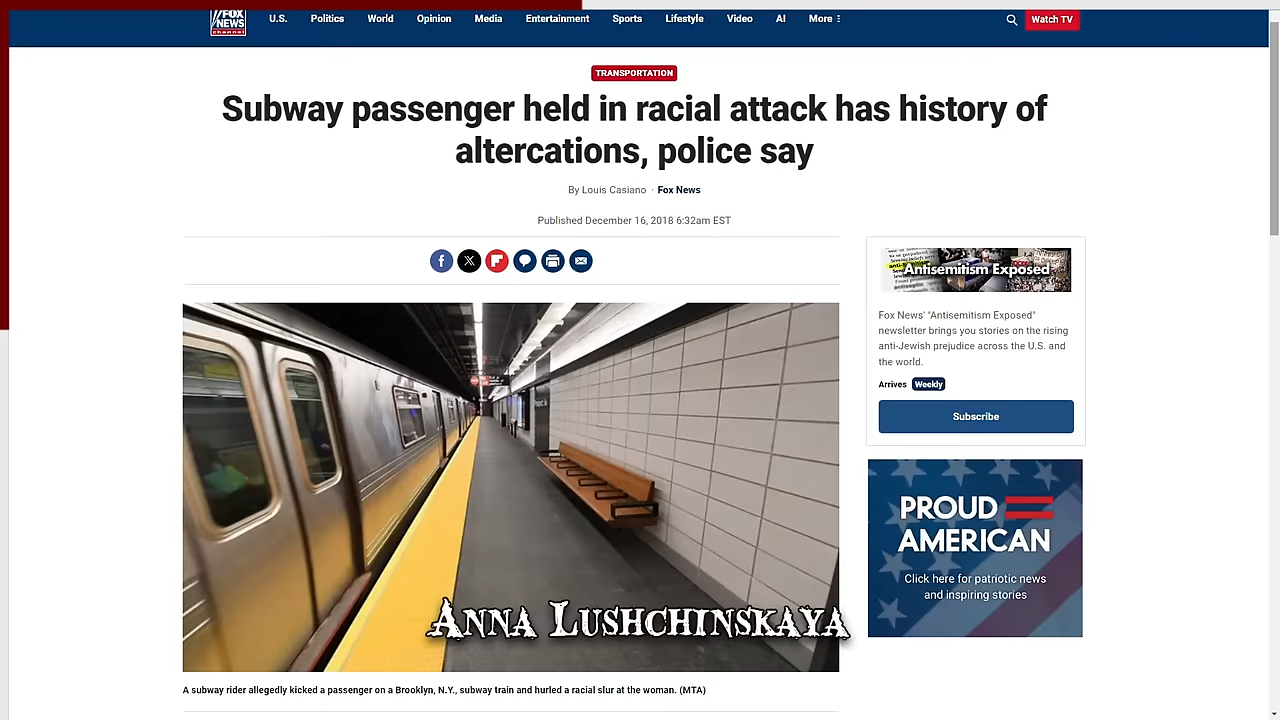 FOX
NEWS
channel
U.S. Politics World Opinion Media Entertainment Sports Lifestyle Video AI More
Watch TV
TRANSPORTATION
Subway passenger held in racial attack has history of
altercations, police say
By Louis Casiano · Fox News
Published December 16, 2018 6:32am EST
Antisemitism Exposed
Fox News' "Antisemitism Exposed"
newsletter brings you stories on the rising
anti-Jewish prejudice across the U.S. and
the world.
Arrives Weekly
Subscribe
PROUD
AMERICAN
Click here for patriotic news
and inspiring stories
ANNA LUSHCHINSKAYA
A subway rider allegedly kicked a passenger on a Brooklyn, N.Y., subway train and hurled a racial slur at the woman. (MTA)